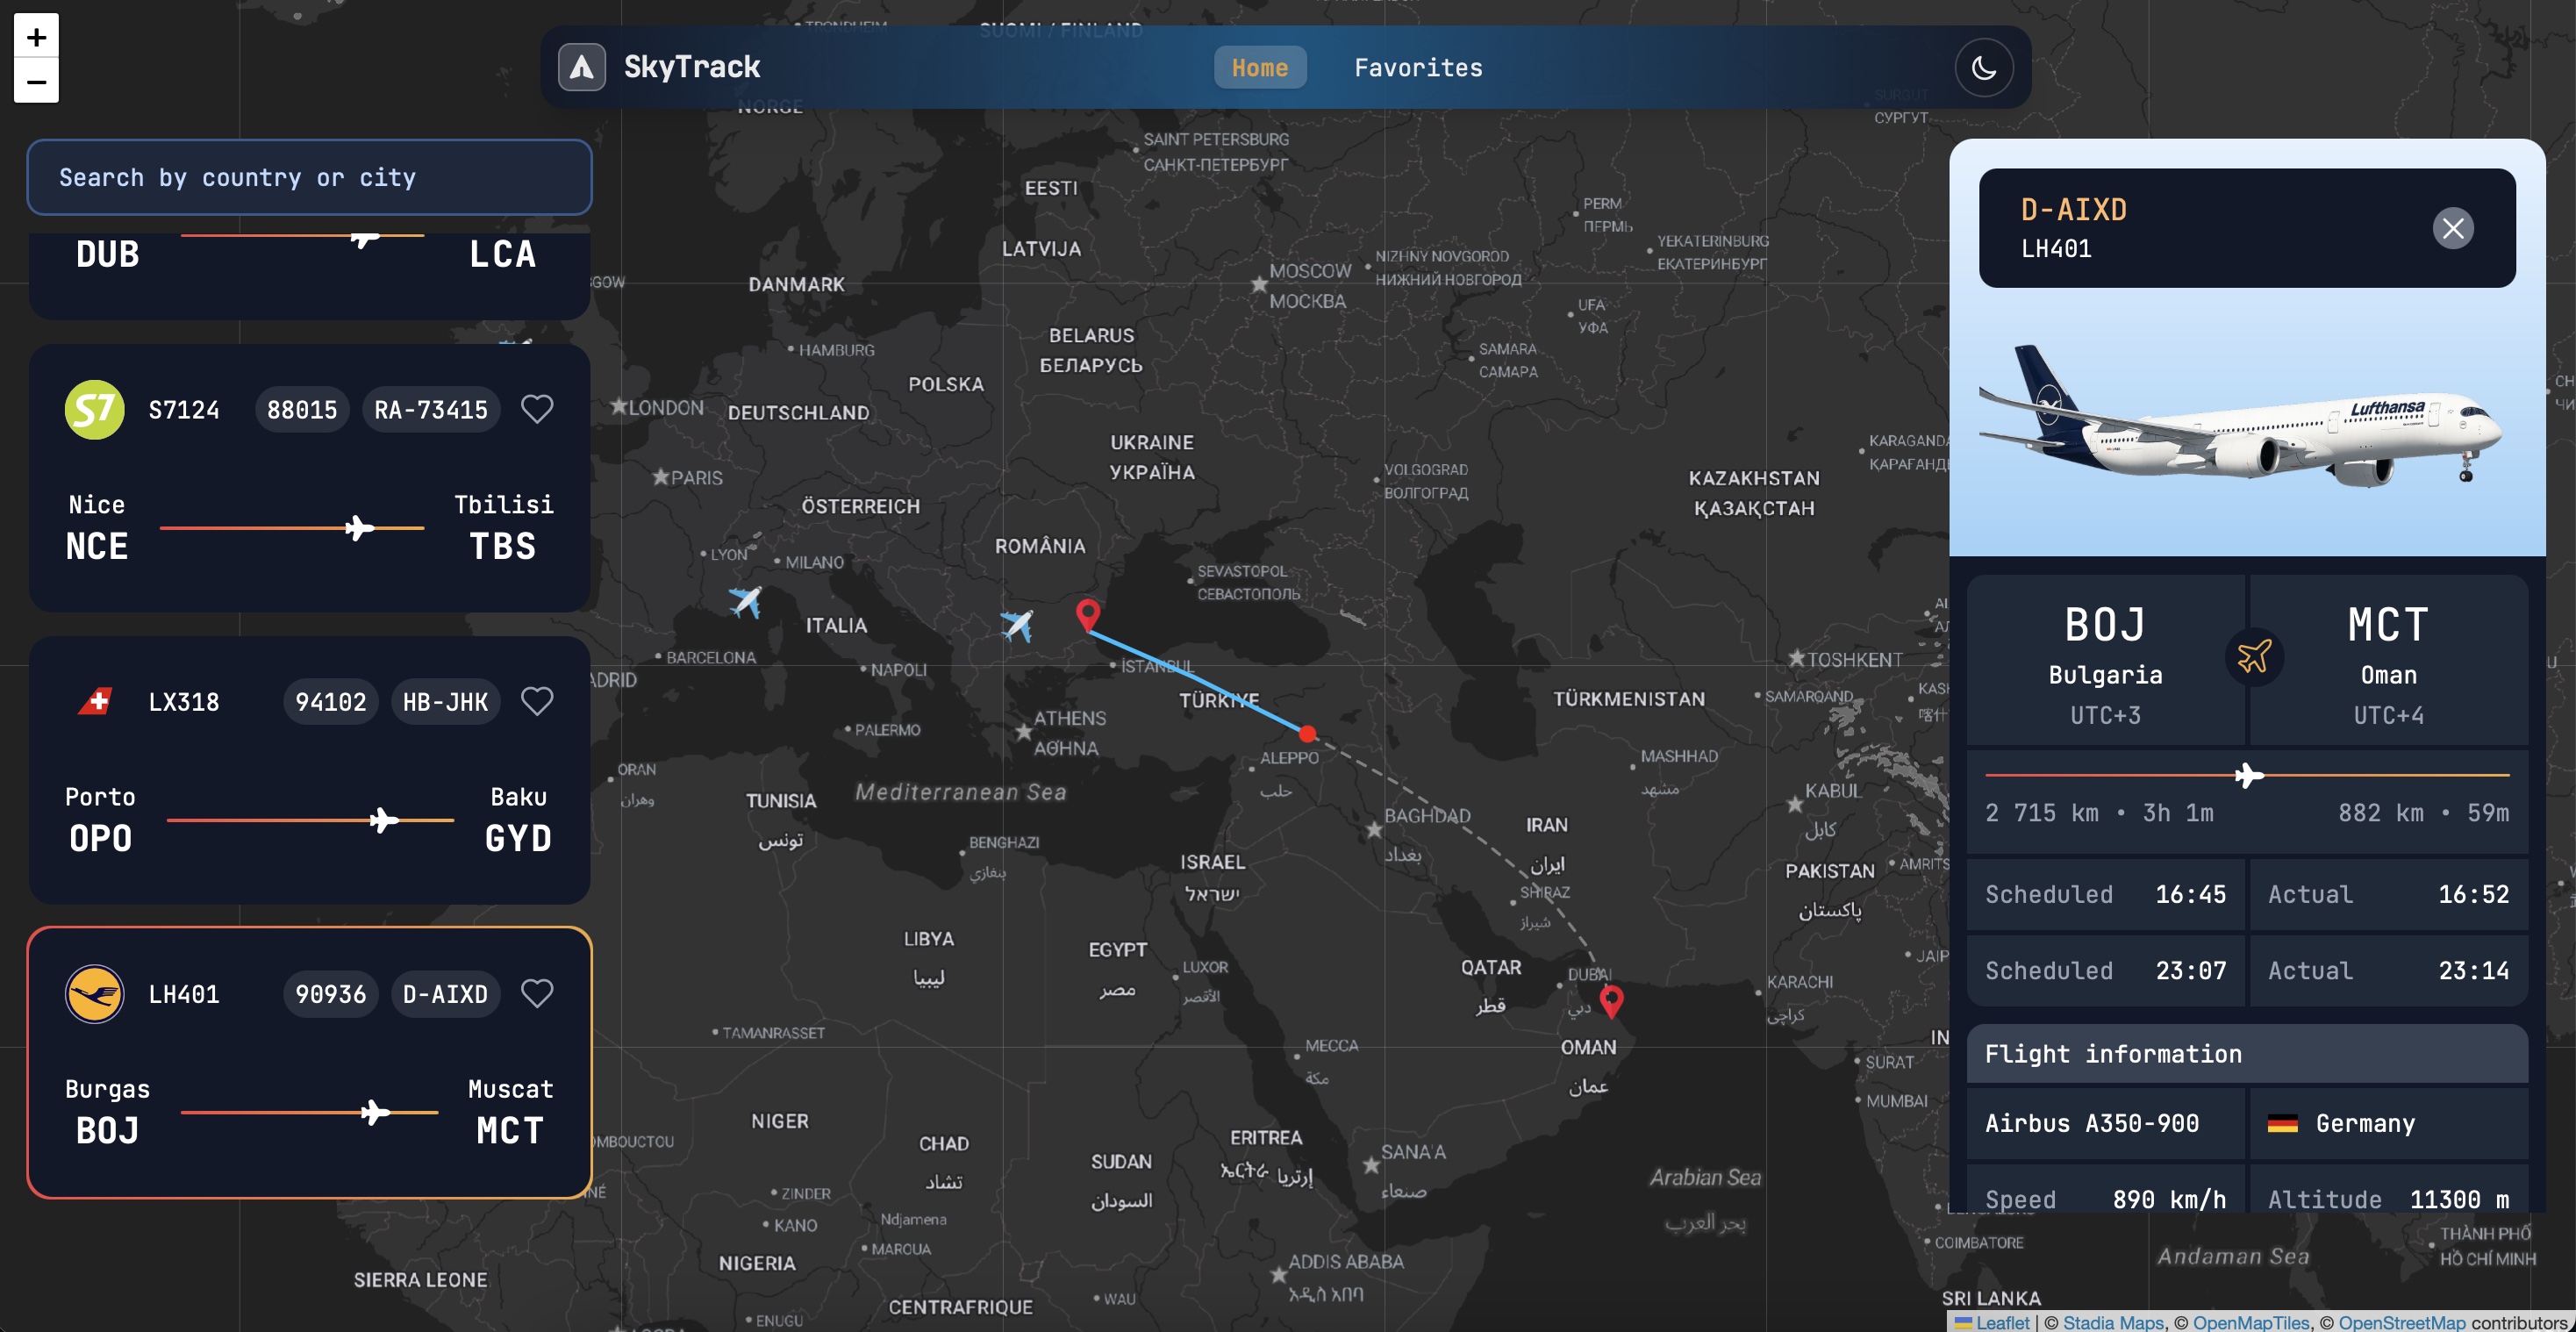 +
−
SkyTrack
Home
Favorites
Search by country or city
DUB
LCA
S7
S7124
88015
RA-73415
Nice
NCE
Tbilisi
TBS
LX318
94102
HB-JHK
Porto
OPO
Baku
GYD
LH401
90936
D-AIXD
Burgas
BOJ
Muscat
MCT
TRONDHEIM
SUOMI / FINLAND
NORGE
SURGUT
СУРГУТ
SAINT PETERSBURG
САНКТ-ПЕТЕРБУРГ
EESTI
PERM
ПЕРМЬ
LATVIJA
YEKATERINBURG
ЕКАТЕРИНБУРГ
NIZHNY NOVGOROD
НИЖНИЙ НОВГОРОД
MOSCOW
МОСКВА
DANMARK
UFA
УФА
BELARUS
БЕЛАРУСЬ
HAMBURG
SAMARA
САМАРА
POLSKA
LONDON
DEUTSCHLAND
UKRAINE
УКРАЇНА
PARIS
VOLGOGRAD
ВОЛГОГРАД
KAZAKHSTAN
ҚАЗАҚСТАН
ÖSTERREICH
ROMÂNIA
LYON
MILANO
SEVASTOPOL
СЕВАСТОПОЛЬ
ITALIA
BARCELONA
NAPOLI
İSTANBUL
TOSHKENT
TÜRKIYE
TÜRKMENISTAN
SAMARQAND
ATHENS
ΑΘΉΝΑ
PALERMO
ALEPPO
حلب
MASHHAD
مشهد
ORAN
وهران
TUNISIA
تونس
Mediterranean Sea
KABUL
کابل
BAGHDAD
بغداد
IRAN
ایران
BENGHAZI
بنغازي
ISRAEL
ישראל
PAKISTAN
پاکستان
SHIRAZ
شیراز
LIBYA
ليبيا
EGYPT
مصر
LUXOR
الأقصر
QATAR
قطر
DUBAI
دبي
KARACHI
کراچی
TAMANRASSET
MECCA
مكة
OMAN
عمان
SURAT
MUMBAI
NIGER
CHAD
تشاد
SUDAN
السودان
ERITREA
ኤርትራ إرتريا
SANA'A
صنعاء
Arabian Sea
بحر العرب
ZINDER
KANO
Ndjamena
MAROUA
NIGERIA
SIERRA LEONE
ADDIS ABABA
አዲስ አበባ
CENTRAFRIQUE
WAU
ENUGU
COIMBATORE
SRI LANKA
Andaman Sea
THÀNH PHỐ
HỒ CHÍ MINH
D-AIXD
LH401
Lufthansa
BOJ
Bulgaria
UTC+3
MCT
Oman
UTC+4
2 715 km • 3h 1m
882 km • 59m
Scheduled 16:45
Actual 16:52
Scheduled 23:07
Actual 23:14
Flight information
Airbus A350-900
Germany
Speed 890 km/h
Altitude 11300 m
Leaflet | © Stadia Maps, © OpenMapTiles, © OpenStreetMap contributors